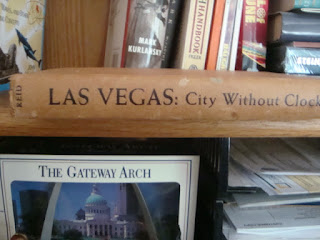 MARK
KURLANSKY
HANDBOOK
REID
LAS VEGAS: City Without Clock
THE GATEWAY ARCH